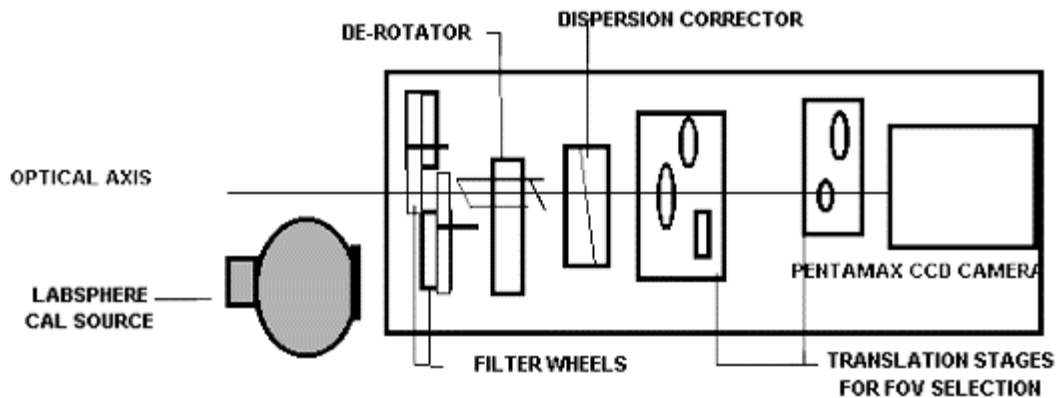 DISPERSION CORRECTOR
DE-ROTATOR
OPTICAL AXIS
PENTAMAX CCD CAMERA
LABSPHERE
CAL SOURCE
FILTER WHEELS
TRANSLATION STAGES
FOR FOV SELECTION